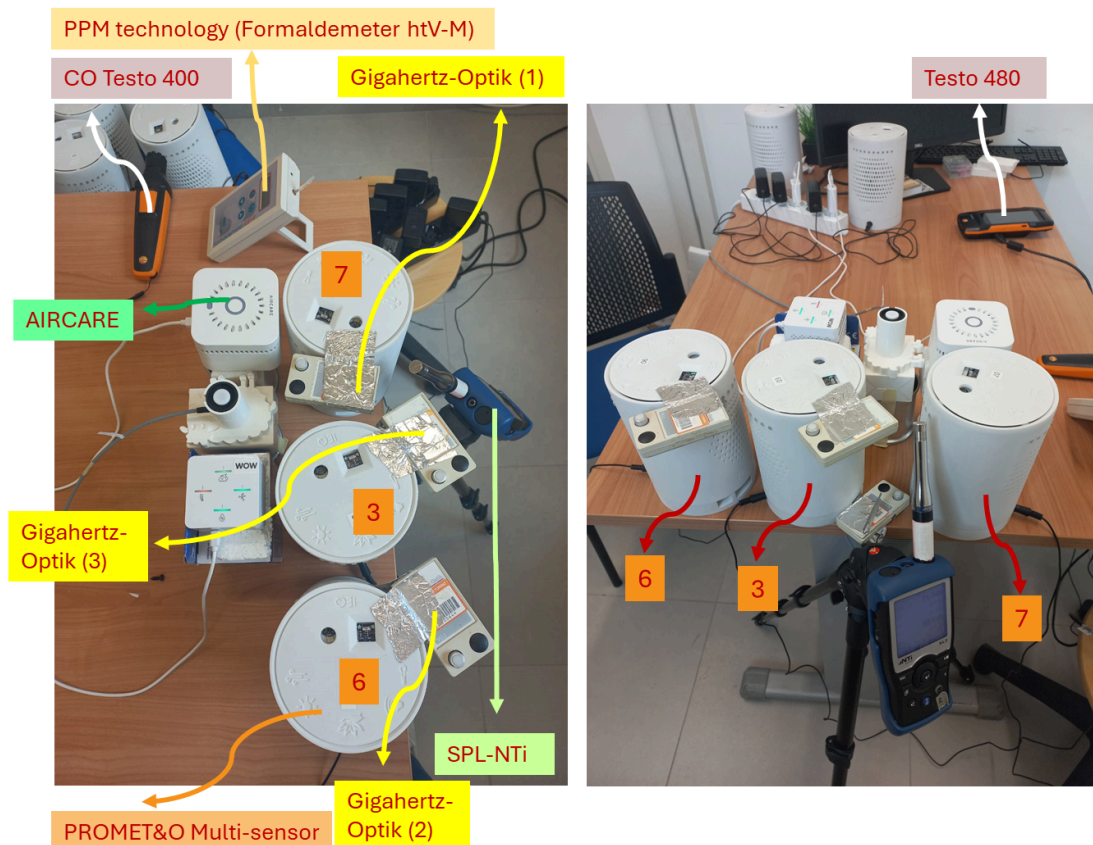 PPM technology (Formaldemeter htV-M)
CO Testo 400
Gigahertz-Optik (1)
Testo 480
7
AIRCARE
AIRCARE
WOW
3
Gigahertz-
Optik (3)
6
SPL-NTi
Gigahertz-
Optik (2)
PROMET&O Multi-sensor
6
3
7
NTi